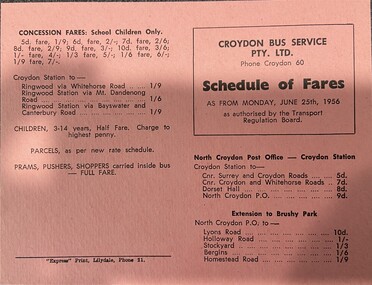 CONCESSION FARES: School Children Only.
5d. fare, 1/9; 6d. fare, 2/-; 7d. fare, 2/6;
8d. fare, 2/9; 9d. fare, 3/-; 10d. fare, 3/6;
1/- fare, 4/-; 1/3 fare, 5/-; 1/6 fare, 6/-;
1/9 fare, 7/-.
Croydon Station to —
Ringwood via Whitehorse Road ...... 1/9
Ringwood Station via Mt. Dandenong
Road ...... 1/6
Ringwood Station via Bayswater and
Canterbury Road ...... 1/9
CHILDREN, 3-14 years, Half Fare. Charge to
highest penny.
PARCELS, as per new rate schedule.
PRAMS, PUSHERS, SHOPPERS carried inside bus
— FULL FARE.
"Express" Print, Lilydale, Phone 21.
CROYDON BUS SERVICE
PTY. LTD.
Phone Croydon 60
Schedule of Fares
AS FROM MONDAY, JUNE 25th, 1956
as authorised by the Transport
Regulation Board.
North Croydon Post Office — Croydon Station
Croydon Station to—
Cnr. Surrey and Croydon Roads ... 5d.
Cnr. Croydon and Whitehorse Roads .. 7d.
Dorset Hall ...... 8d.
North Croydon P.O. ...... 9d.
Extension to Brushy Park
North Croydon P.O. to—
Lyons Road ...... 10d.
Holloway Road ...... 1/-
Stockyard ...... 1/3
Bergins ...... 1/6
Homestead Road ...... 1/9